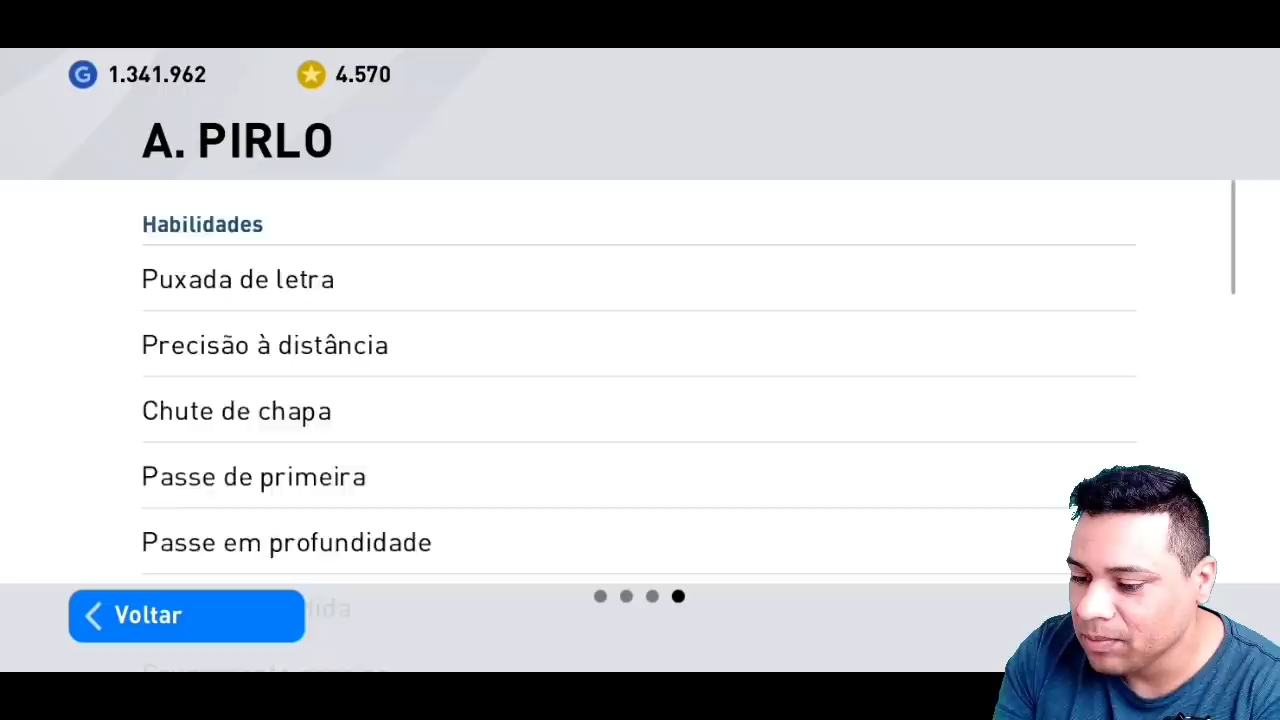 G 1.341.962 4.570
A. PIRLO
Habilidades
Puxada de letra
Precisão à distância
Chute de chapa
Passe de primeira
Passe em profundidade
Voltar